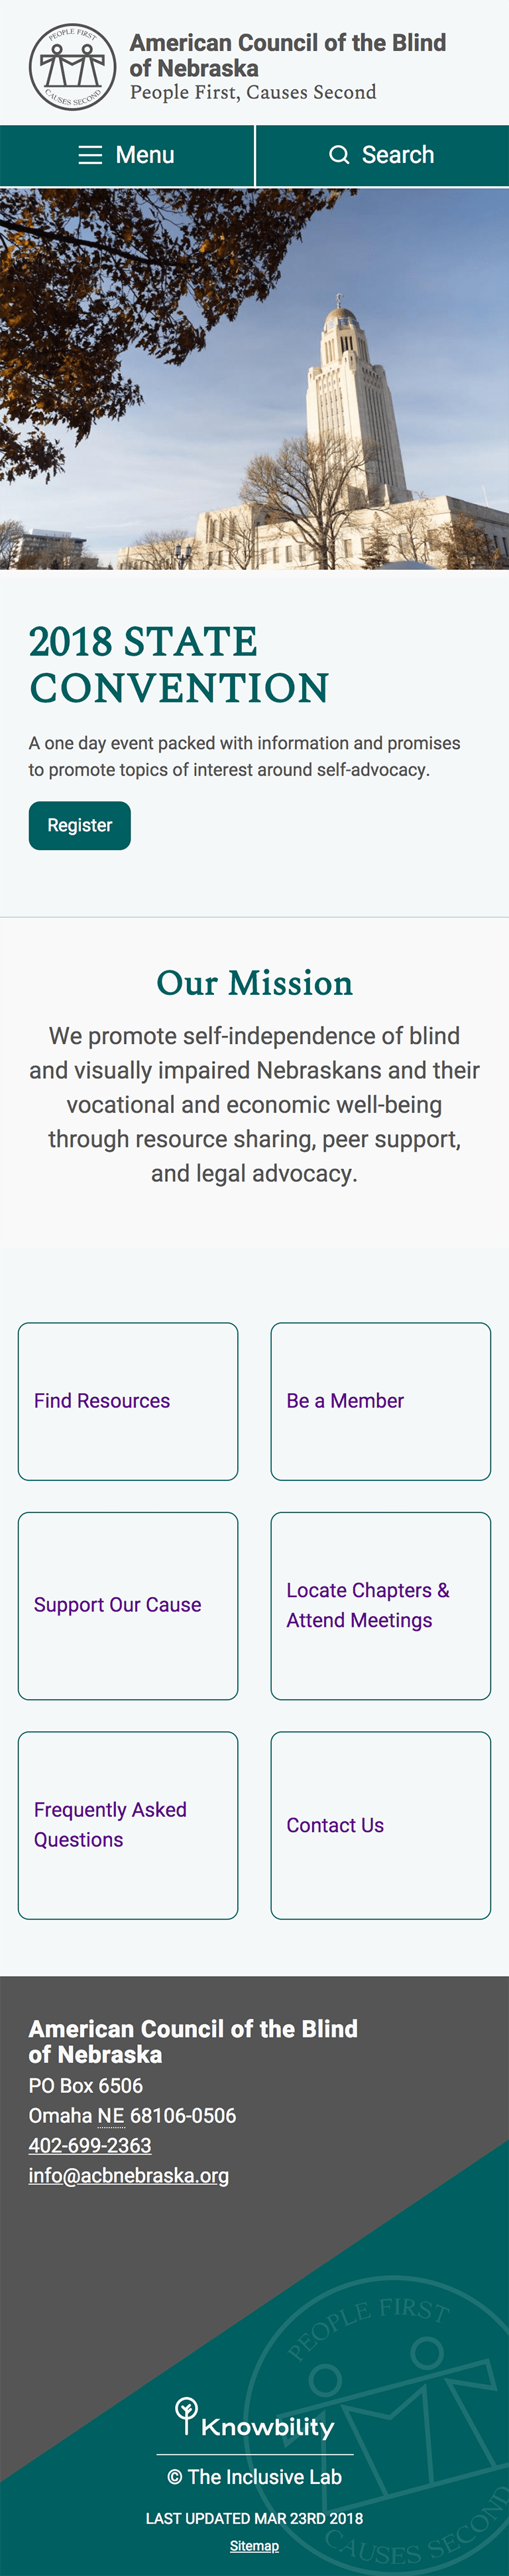 PEOPLE FIRST
CAUSES SECOND
American Council of the Blind
of Nebraska
People First, Causes Second
Menu
Search
2018 STATE
CONVENTION
A one day event packed with information and promises
to promote topics of interest around self-advocacy.
Register
Our Mission
We promote self-independence of blind
and visually impaired Nebraskans and their
vocational and economic well-being
through resource sharing, peer support,
and legal advocacy.
Find Resources
Be a Member
Support Our Cause
Locate Chapters &
Attend Meetings
Frequently Asked
Questions
Contact Us
American Council of the Blind
of Nebraska
PO Box 6506
Omaha NE 68106-0506
402-699-2363
info@acbnebraska.org
PEOPLE FIRST
Knowbility
© The Inclusive Lab
LAST UPDATED MAR 23RD 2018
Sitemap
CAUSES SECOND